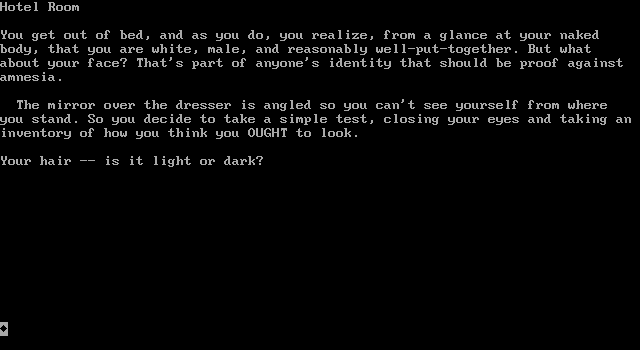 Hotel Room
You get out of bed, and as you do, you realize, from a glance at your naked
body, that you are white, male, and reasonably well-put-together. But what
about your face? That's part of anyone's identity that should be proof against
amnesia.
The mirror over the dresser is angled so you can't see yourself from where
you stand. So you decide to take a simple test, closing your eyes and taking an
inventory of how you think you OUGHT to look.
Your hair -- is it light or dark?